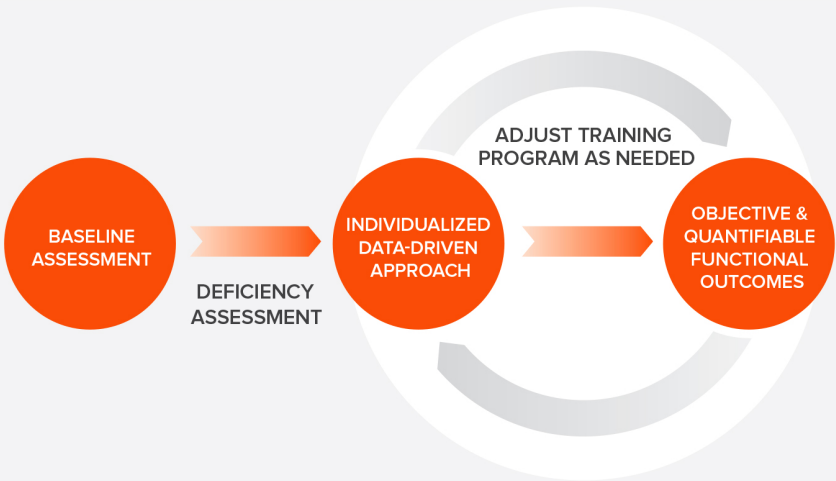 BASELINE
ASSESSMENT
DEFICIENCY
ASSESSMENT
INDIVIDUALIZED
DATA-DRIVEN
APPROACH
ADJUST TRAINING
PROGRAM AS NEEDED
OBJECTIVE &
QUANTIFIABLE
FUNCTIONAL
OUTCOMES